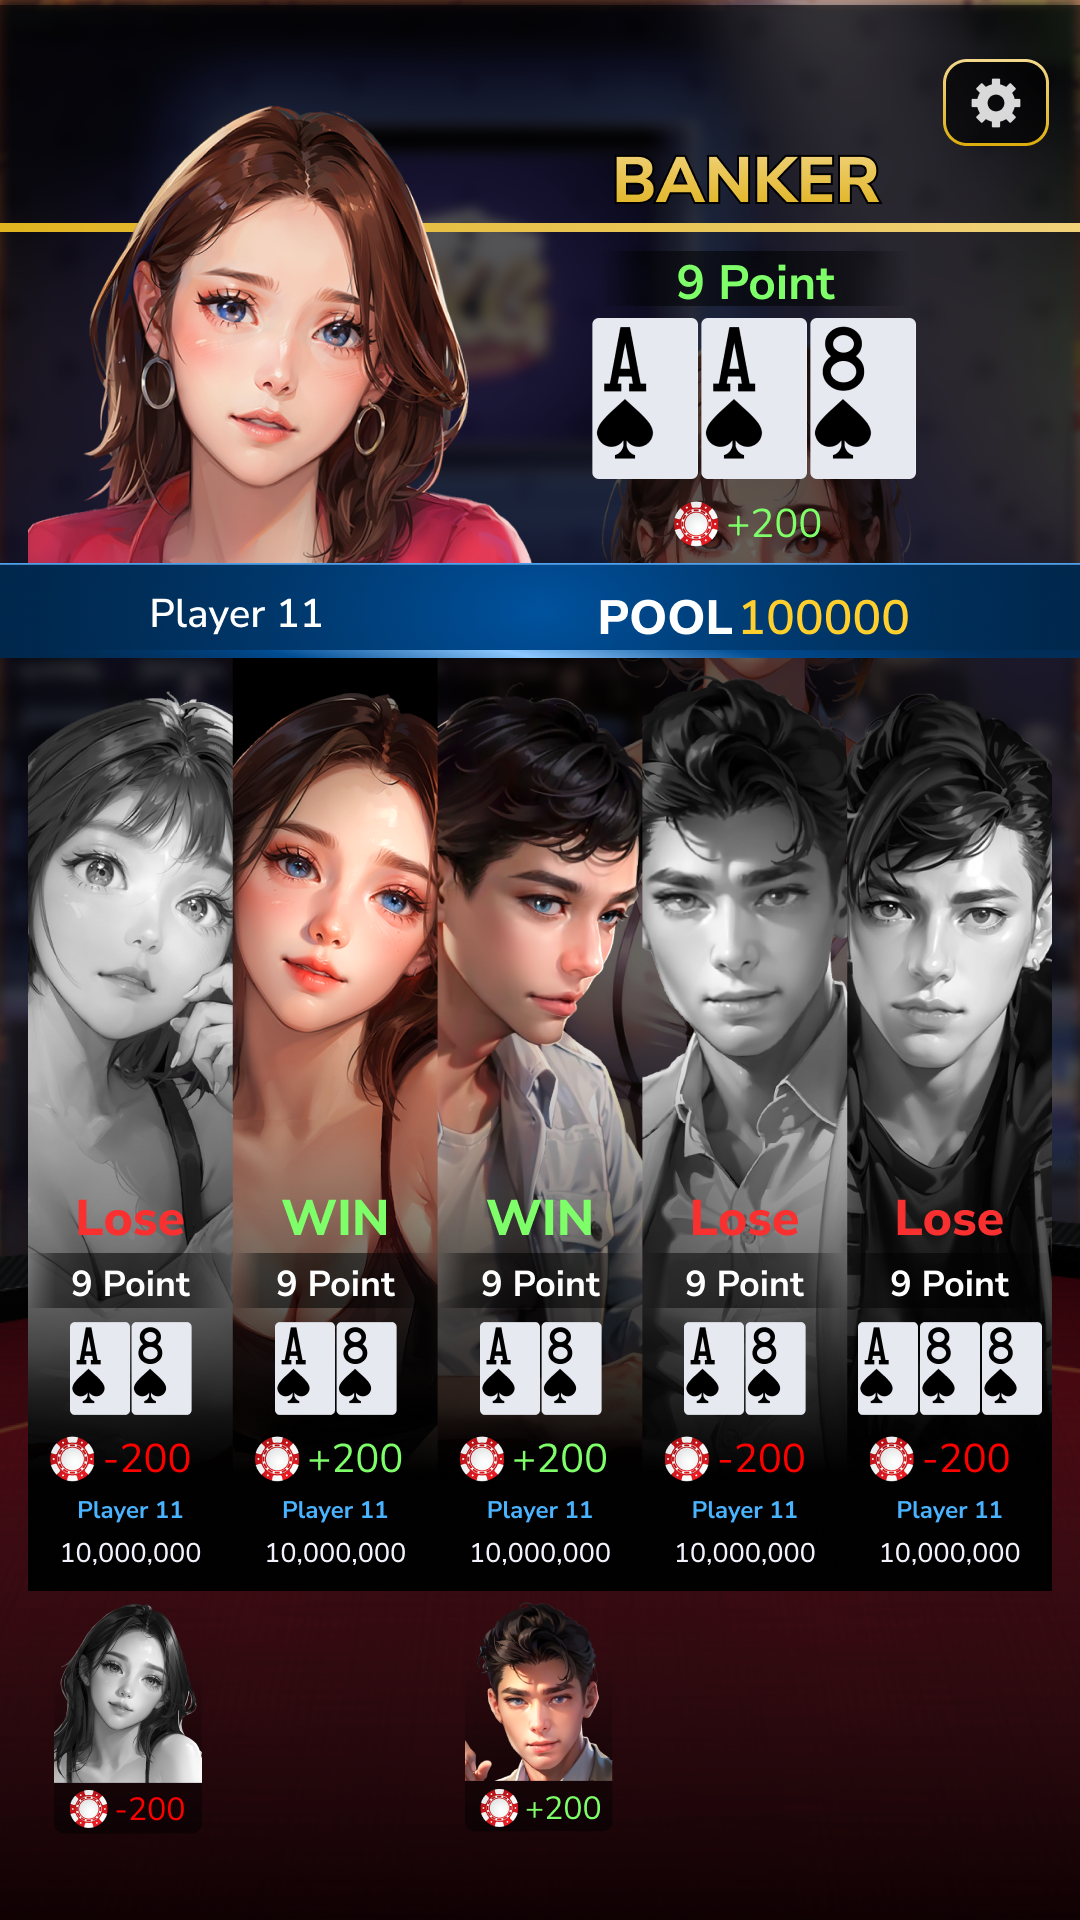 BANKER
9 Point
A A 8
+200
Player 11
POOL 100000
Lose WIN WIN Lose Lose
9 Point 9 Point 9 Point 9 Point 9 Point
A 8 A 8 A 8 A 8 A 8 8
-200 +200 +200 -200 -200
Player 11 Player 11 Player 11 Player 11 Player 11
10,000,000 10,000,000 10,000,000 10,000,000 10,000,000
-200 +200